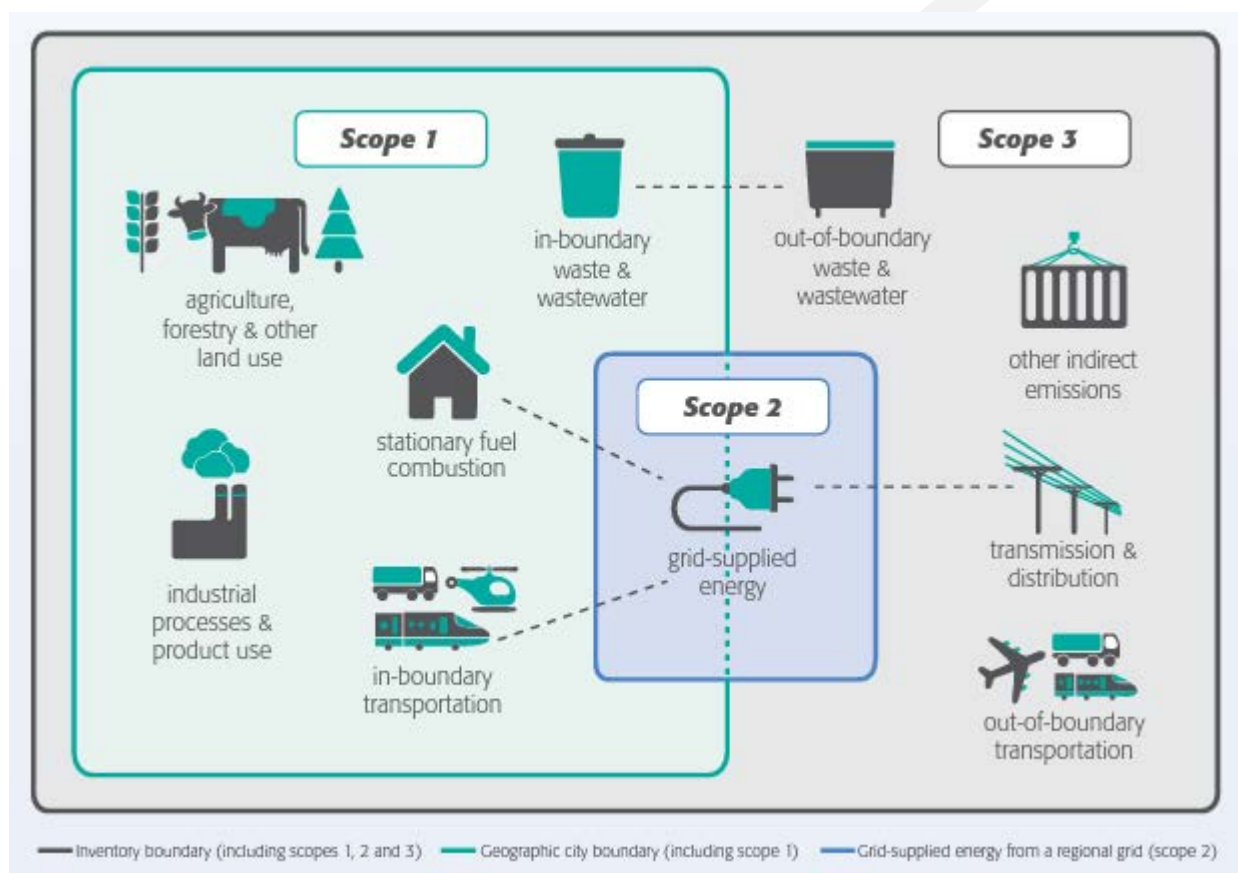 Scope 1
Scope 3
in-boundary
waste &
wastewater
out-of-boundary
waste &
wastewater
agriculture,
forestry & other
land use
other indirect
emissions
Scope 2
stationary fuel
combustion
grid-supplied
energy
transmission &
distribution
industrial
processes &
product use
in-boundary
transportation
out-of-boundary
transportation
Inventory boundary (including scopes 1, 2 and 3)
Geographic city boundary (including scope 1)
Grid-supplied energy from a regional grid (scope 2)